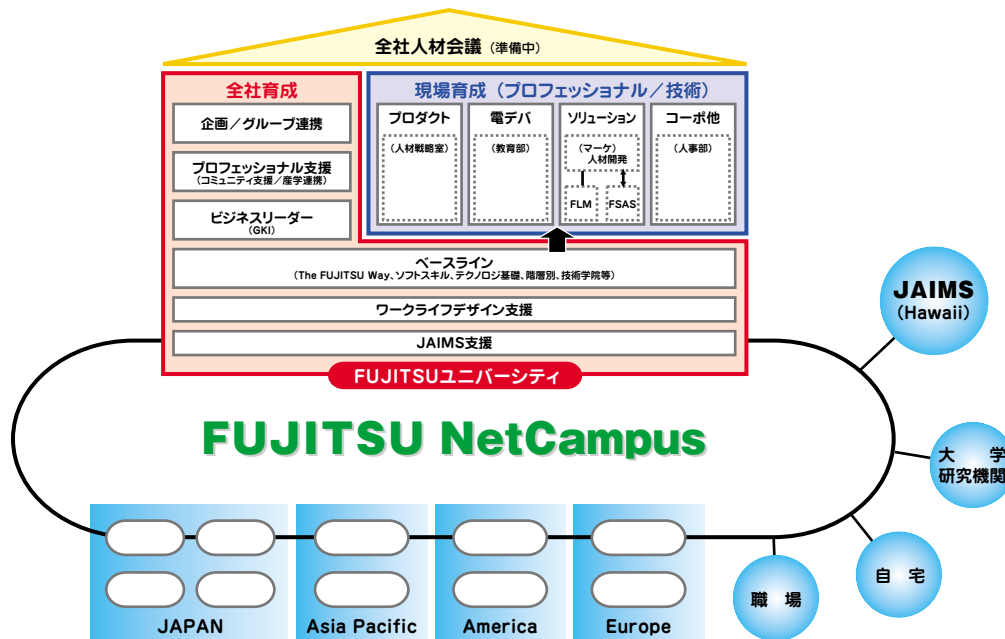 全社人材会議（準備中）
全社育成
企画／グループ連携
プロフェッショナル支援
（コミュニティ支援／産学連携）
ビジネスリーダー
（GKI）
現場育成（プロフェッショナル／技術）
プロダクト
（人材戦略室）
電デバ
（教育部）
ソリューション
（マーケ）
人材開発
FLM
FSAS
コーポ他
（人事部）
ベースライン
（The FUJITSU Way、ソフトスキル、テクノロジ基礎、階層別、技術学院等）
ワークライフデザイン支援
JAIMS支援
FUJITSUユニバーシティ
FUJITSU NetCampus
JAIMS
（Hawaii）
大　学
研究機関
自　宅
職　場
JAPAN
Asia Pacific
America
Europe